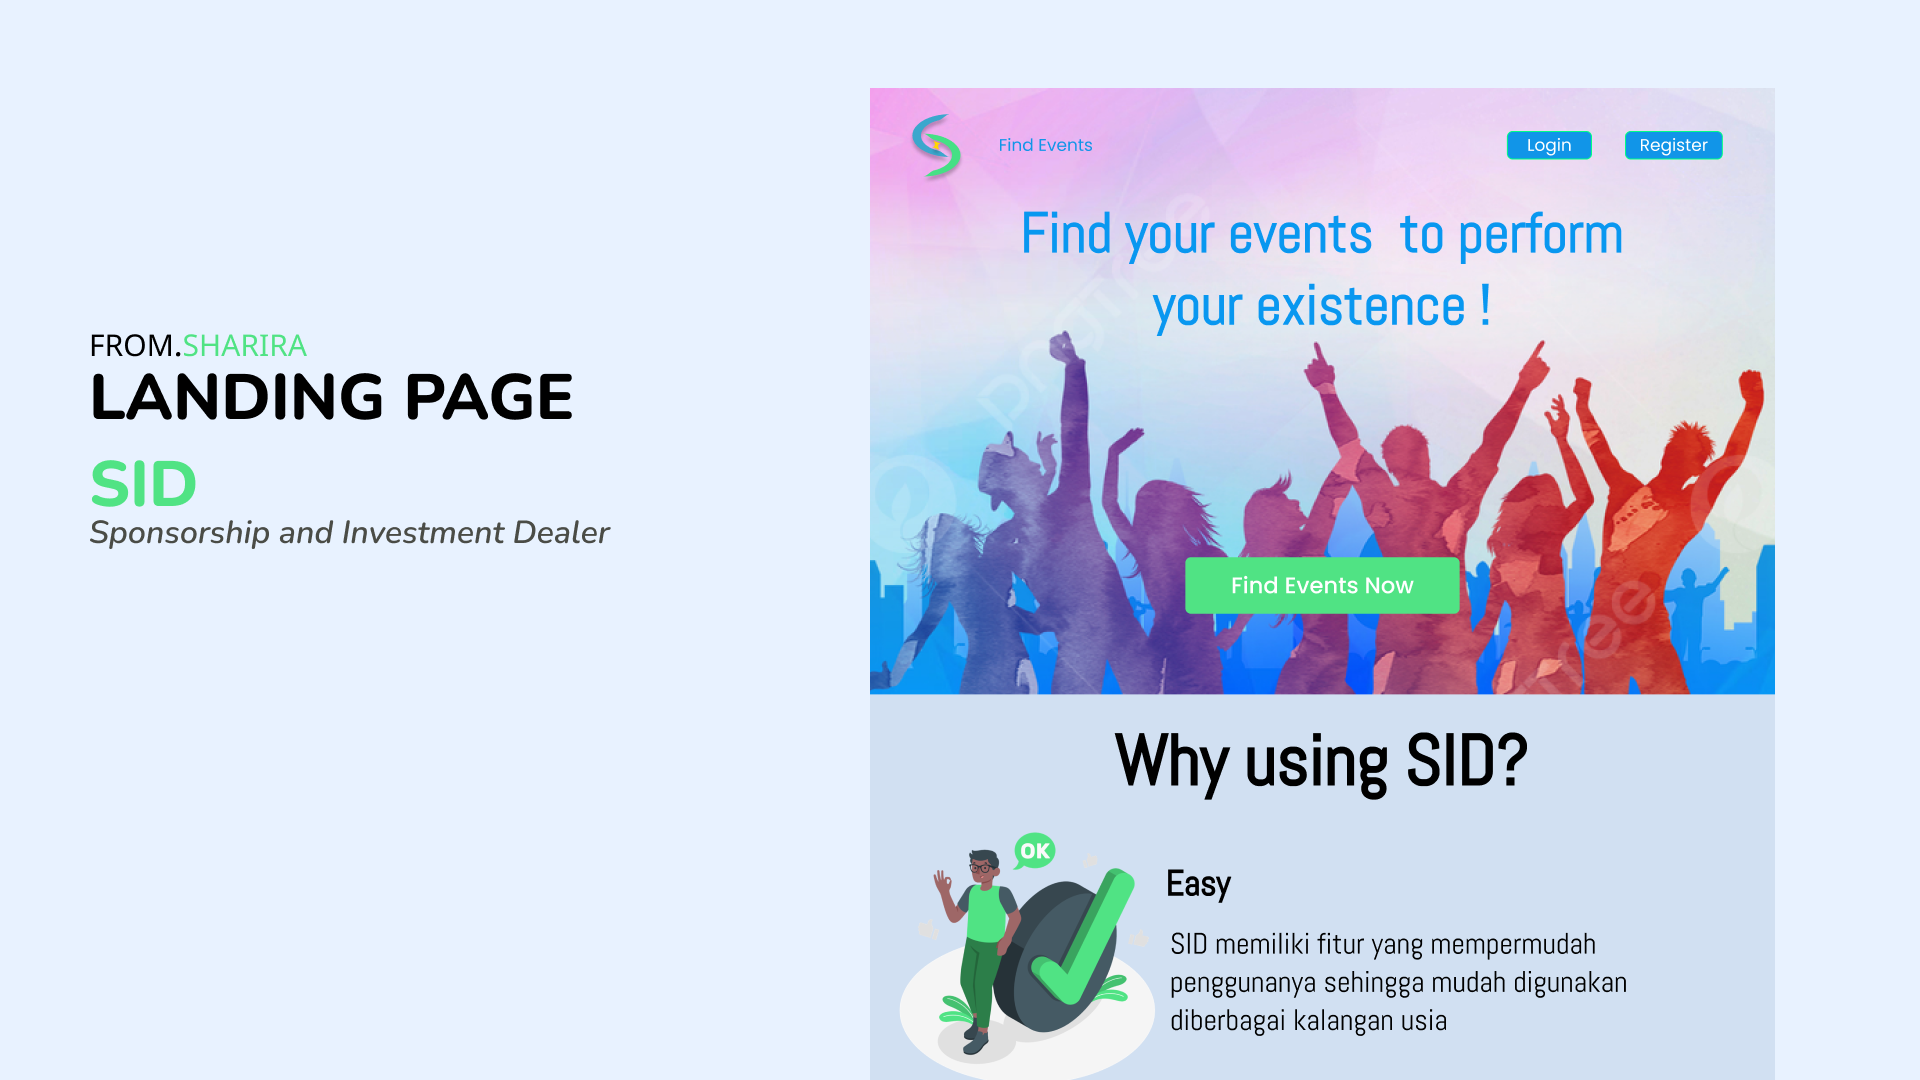 FROM.SHARIRA
LANDING PAGE
SID
Sponsorship and Investment Dealer
Find Events
Login
Register
Find your events to perform
your existence !
pngtree
Find Events Now
Why using SID?
OK
Easy
SID memiliki fitur yang mempermudah
penggunanya sehingga mudah digunakan
diberbagai kalangan usia